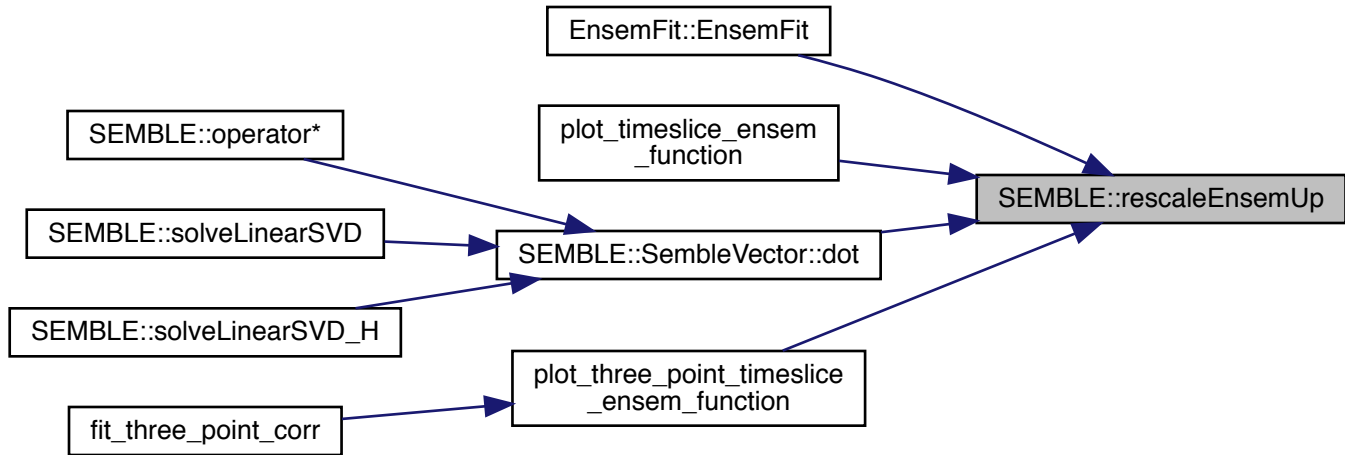 EnsemFit::EnsemFit
SEMBLE::operator*
plot_timeslice_ensem
_function
SEMBLE::rescaleEnsemUp
SEMBLE::solveLinearSVD
SEMBLE::SembleVector::dot
SEMBLE::solveLinearSVD_H
plot_three_point_timeslice
_ensem_function
fit_three_point_corr